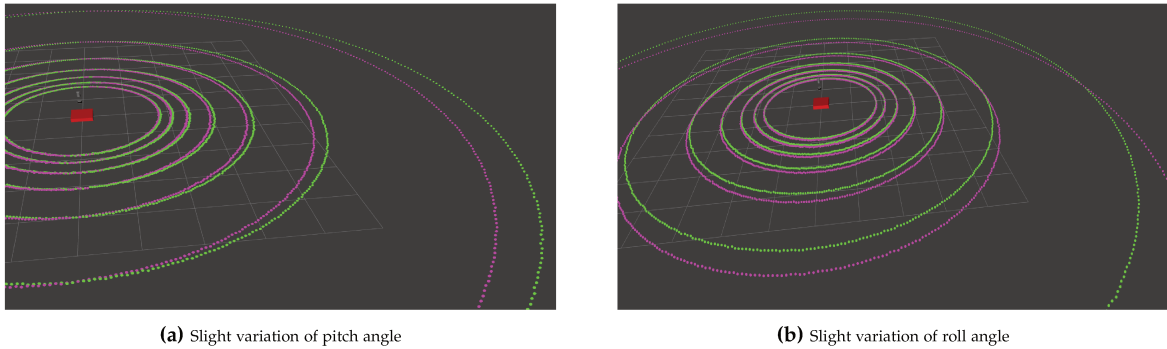 (a) Slight variation of pitch angle
(b) Slight variation of roll angle